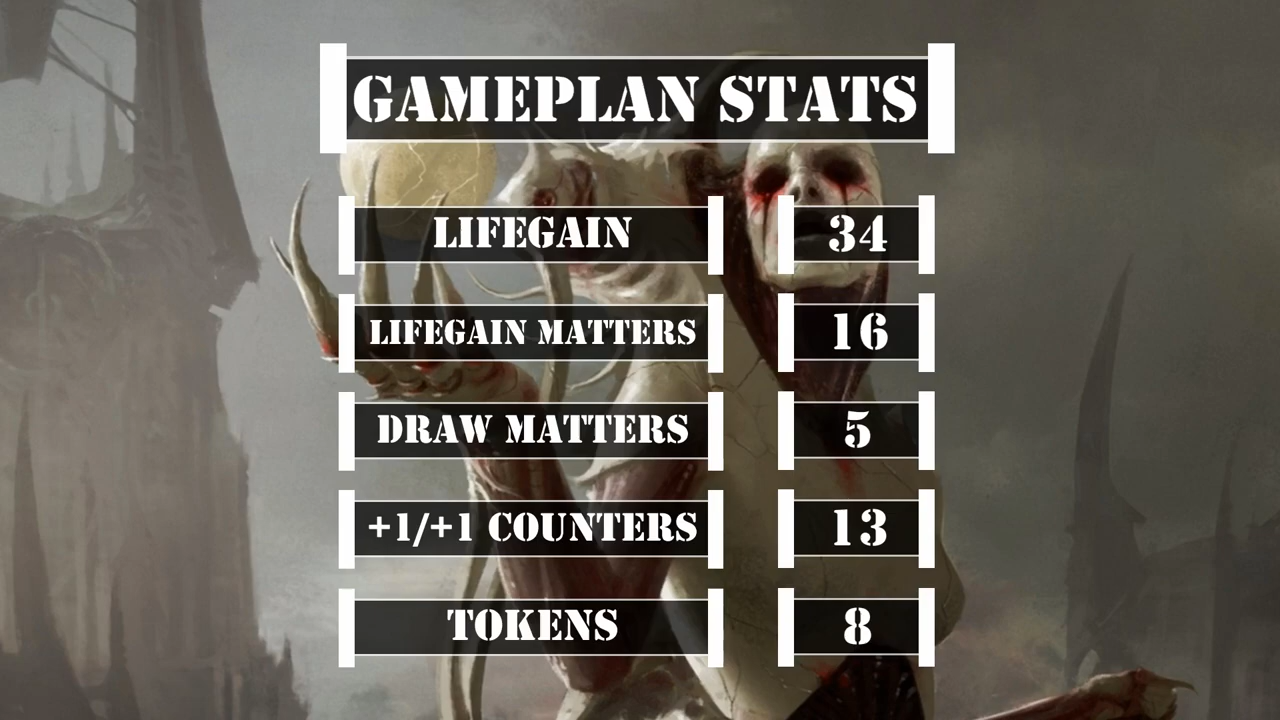 GAMEPLAN STATS
LIFEGAIN 34
LIFEGAIN MATTERS 16
DRAW MATTERS 5
+1/+1 COUNTERS 13
TOKENS 8